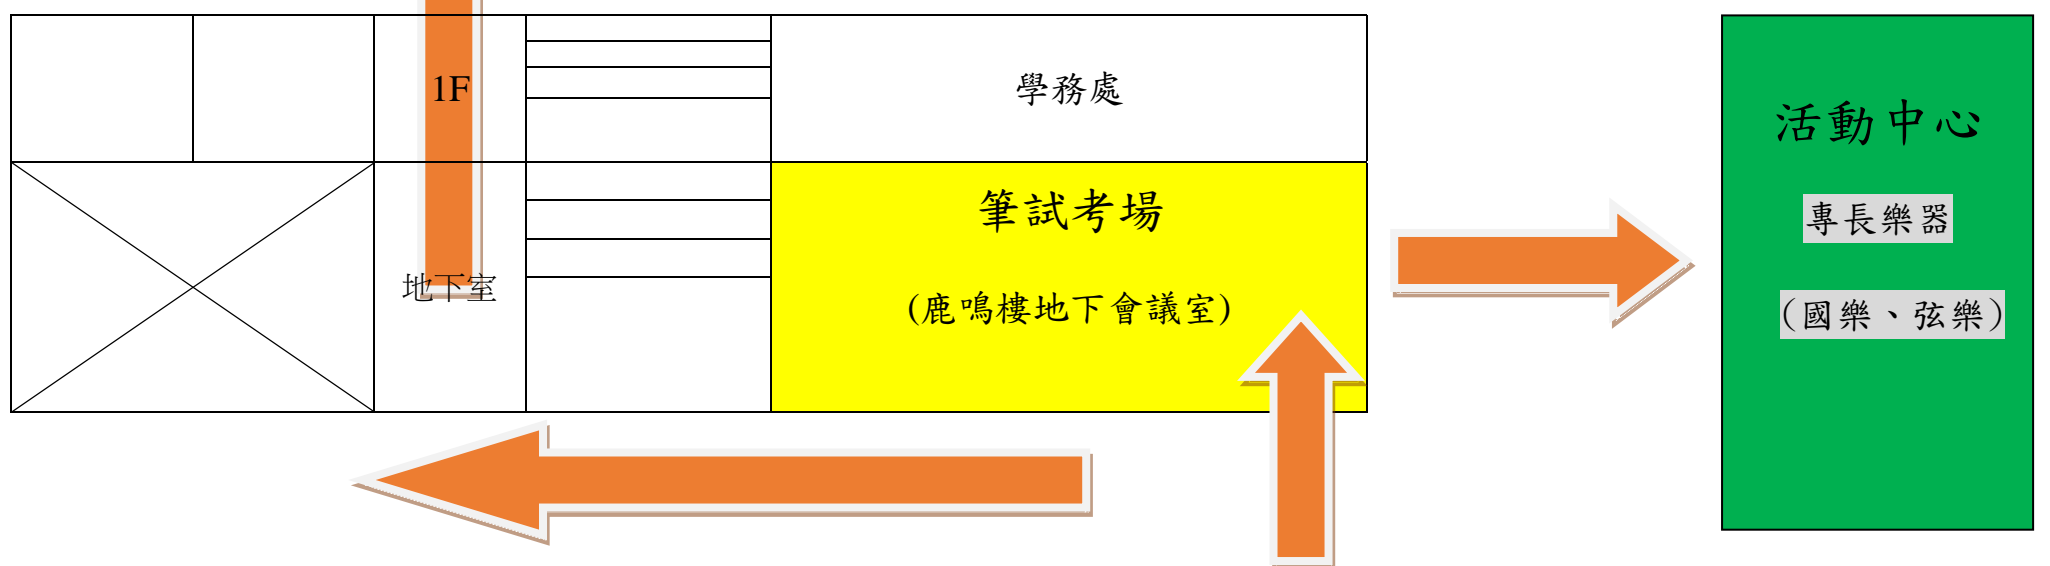 1F
學務處
地下室
筆試考場
(鹿鳴樓地下會議室)
活動中心
專長樂器
(國樂、弦樂)